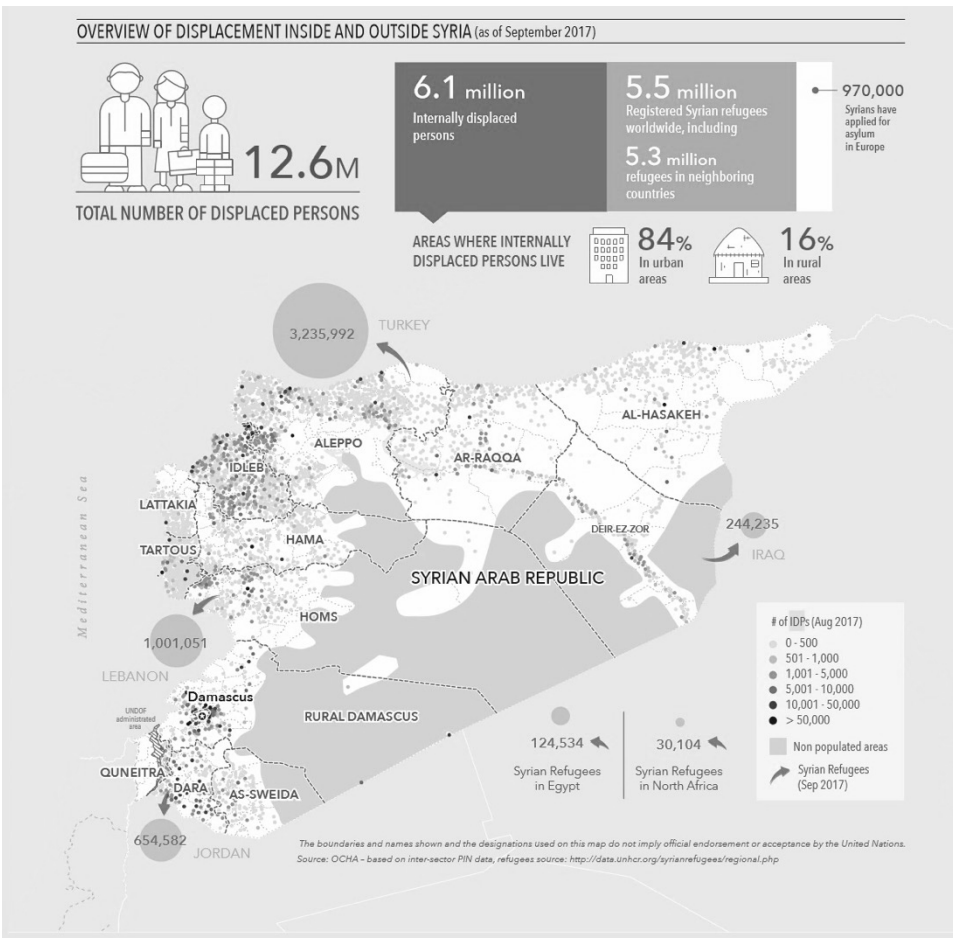 OVERVIEW OF DISPLACEMENT INSIDE AND OUTSIDE SYRIA (as of September 2017)
12.6M
TOTAL NUMBER OF DISPLACED PERSONS
6.1 million
Internally displaced
persons
5.5 million
Registered Syrian refugees
worldwide, including
5.3 million
refugees in neighboring
countries
970,000
Syrians have
applied for
asylum
in Europe
AREAS WHERE INTERNALLY
DISPLACED PERSONS LIVE
84%
In urban
areas
16%
In rural
areas
3,235,992
TURKEY
AL-HASAKEH
ALEPPO
AR-RAQQA
IDLEB
LATTAKIA
Mediterranean Sea
DEIR-EZ-ZOR
244,235
IRAQ
HAMA
TARTOUS
SYRIAN ARAB REPUBLIC
HOMS
1,001,051
LEBANON
Damascus
UNDOF
administrated
area
RURAL DAMASCUS
QUNEITRA
DARA
AS-SWEIDA
654,582
JORDAN
124,534
Syrian Refugees
in Egypt
30,104
Syrian Refugees
in North Africa
# of IDPs (Aug 2017)
0 - 500
501 - 1,000
1,001 - 5,000
5,001 - 10,000
10,001 - 50,000
> 50,000
Non populated areas
Syrian Refugees
(Sep 2017)
The boundaries and names shown and the designations used on this map do not imply official endorsement or acceptance by the United Nations.
Source: OCHA – based on inter-sector PIN data, refugees source: http://data.unhcr.org/syrianrefugees/regional.php